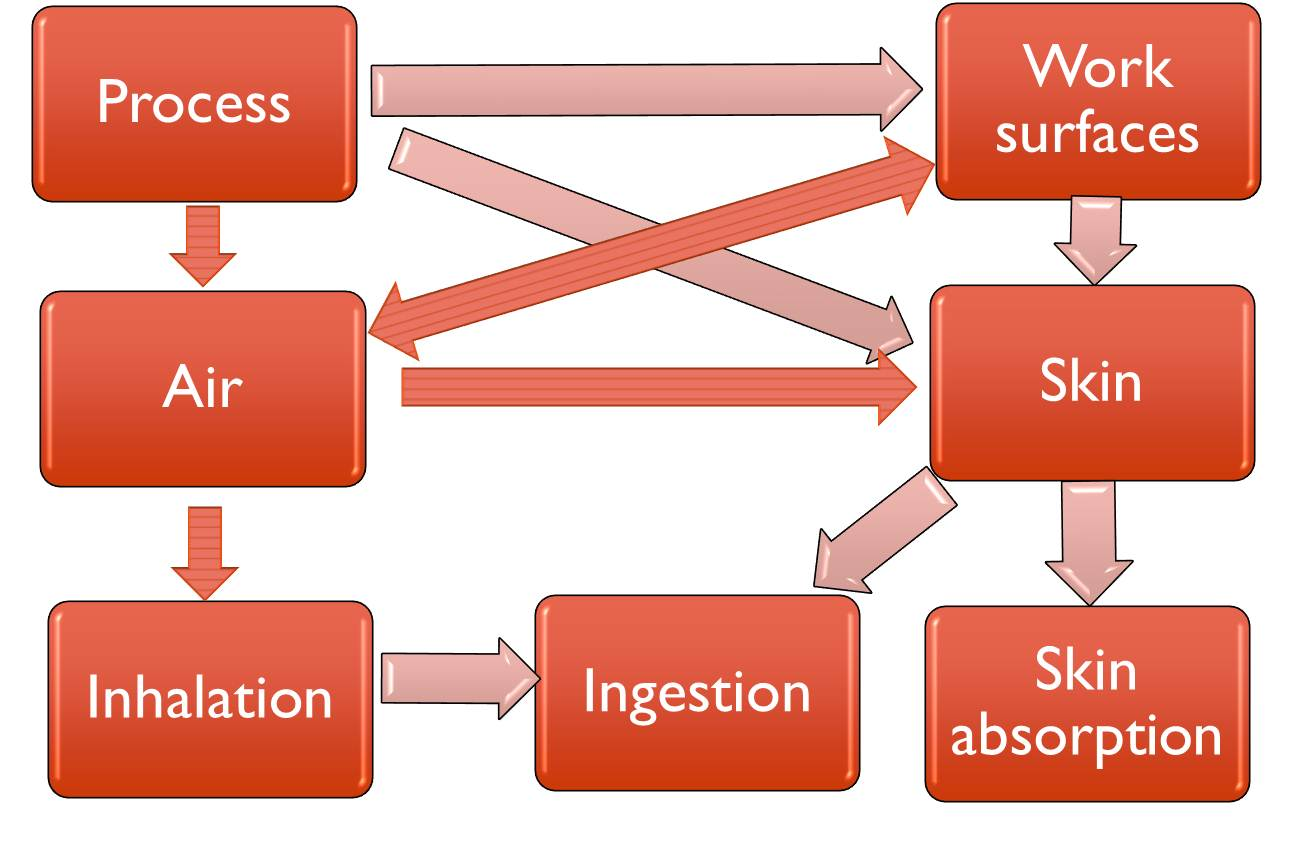 Process
Work
surfaces
Air
Skin
Inhalation
Ingestion
Skin
absorption